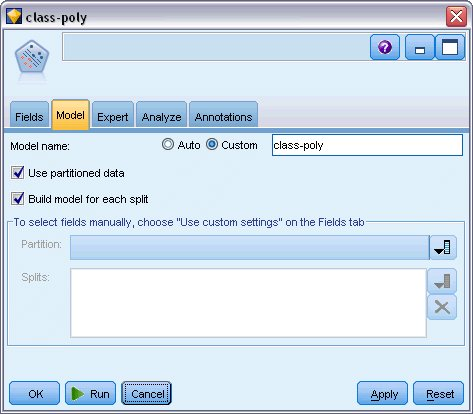 class-poly
Fields Model Expert Analyze Annotations
Model name: Auto Custom class-poly
Use partitioned data
Build model for each split
To select fields manually, choose "Use custom settings" on the Fields tab
Partition:
Splits:
OK Run Cancel Apply Reset